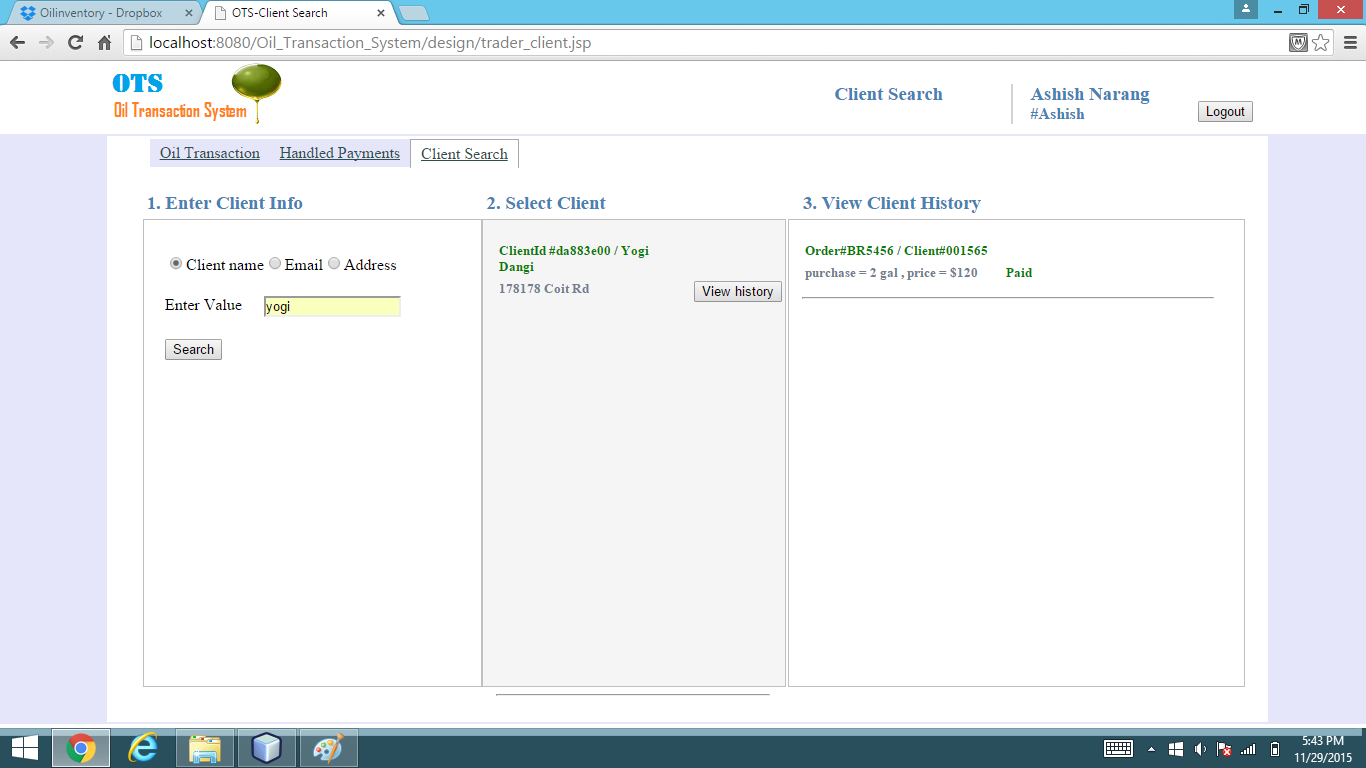 Oilinventory - Dropbox
OTS-Client Search
localhost:8080/Oil_Transaction_System/design/trader_client.jsp
OTS
Oil Transaction System
Client Search
Ashish Narang
#Ashish
Logout
Oil Transaction
Handled Payments
Client Search
1. Enter Client Info
Client name
Email
Address
Enter Value
yogi
Search
2. Select Client
ClientId #da883e00 / Yogi
Dangi
178178 Coit Rd
View history
3. View Client History
Order#BR5456 / Client#001565
purchase = 2 gal , price = $120
Paid
5:43 PM
11/29/2015